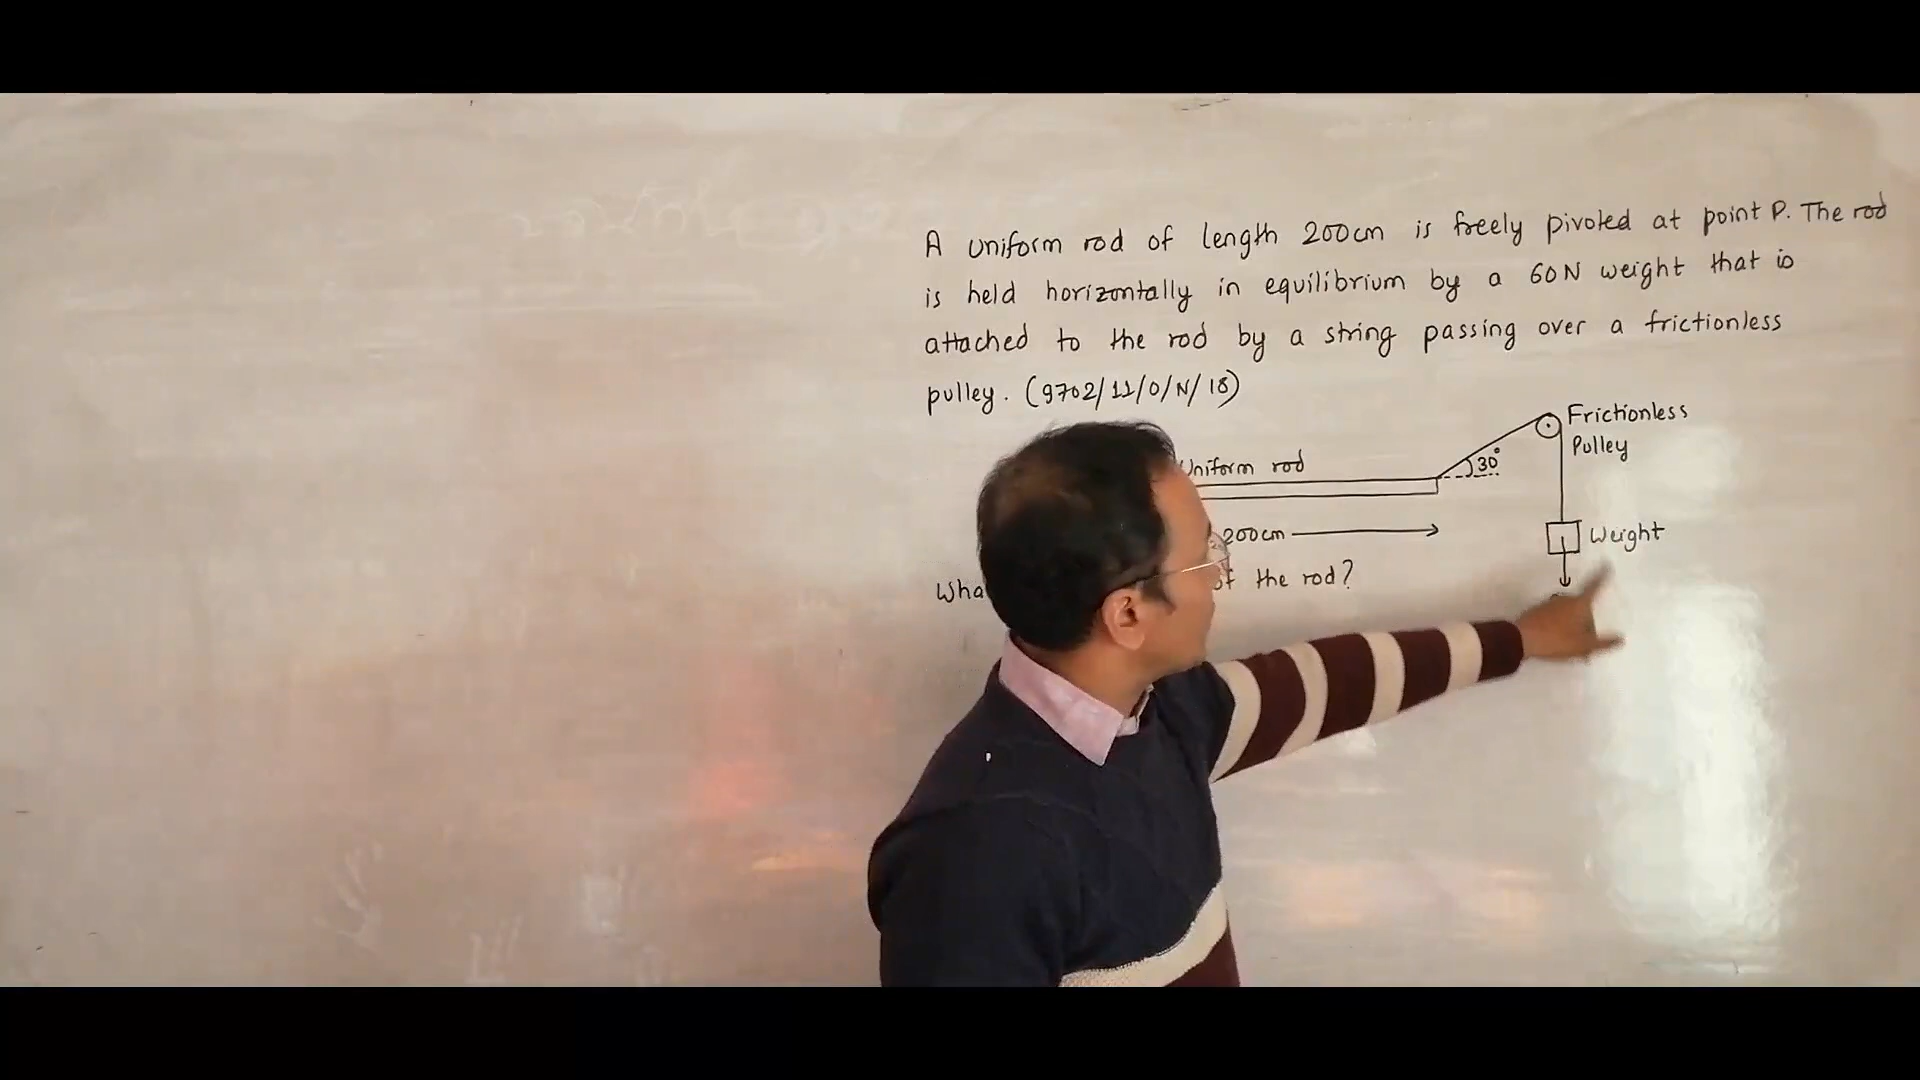 A uniform rod of length 200cm is freely pivoted at point P. The rod
is held horizontally in equilibrium by a 60N weight that is
attached to the rod by a string passing over a frictionless
pulley. (9702/11/O/N/18)
Frictionless
Pulley
Uniform rod
30°
200cm
Weight
the rod?